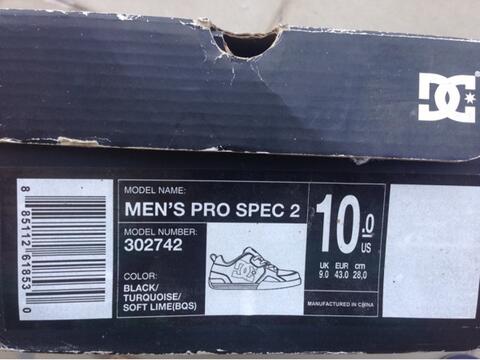 DC
8 85112 61853 0
MODEL NAME:
MEN'S PRO SPEC 2
MODEL NUMBER:
302742
COLOR:
BLACK/
TURQUOISE/
SOFT LIME(BQS)
10.0
US
UK EUR cm
9.0 43.0 28,0
MANUFACTURED IN CHINA